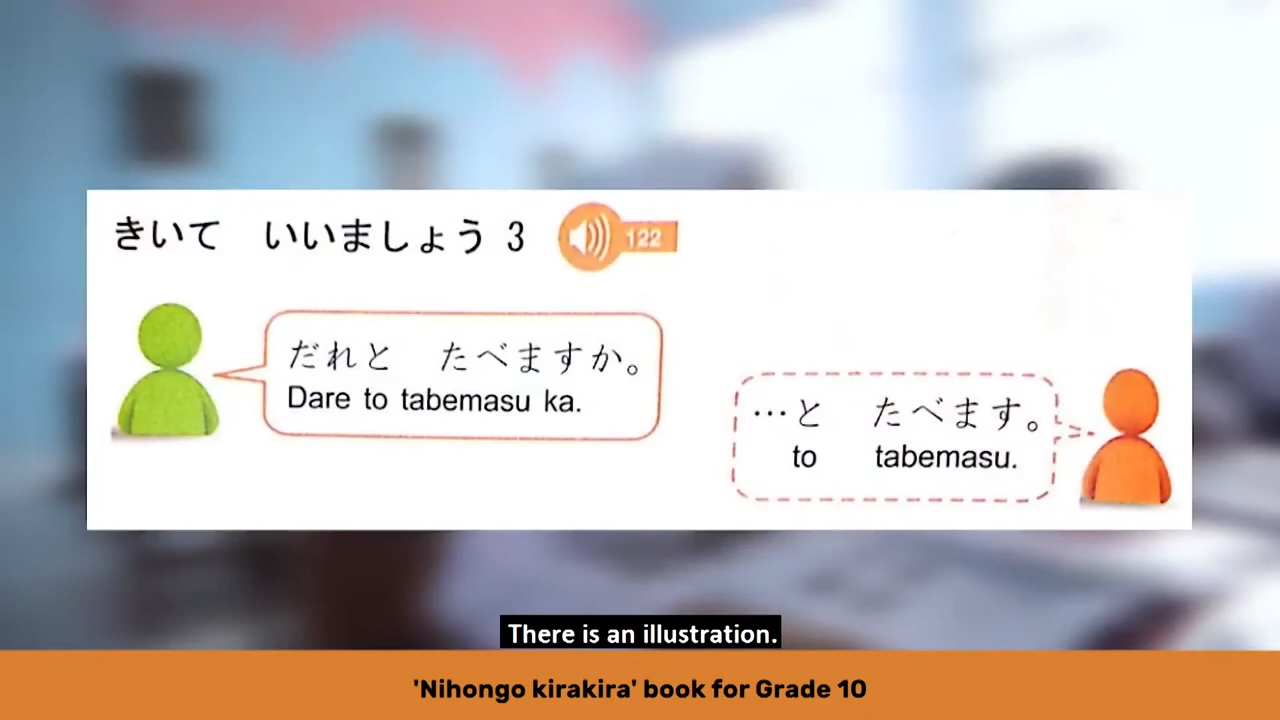 きいて　いいましょう 3
122
だれと　たべますか。
Dare to tabemasu ka.
…と　たべます。
to tabemasu.
There is an illustration.
'Nihongo kirakira' book for Grade 10